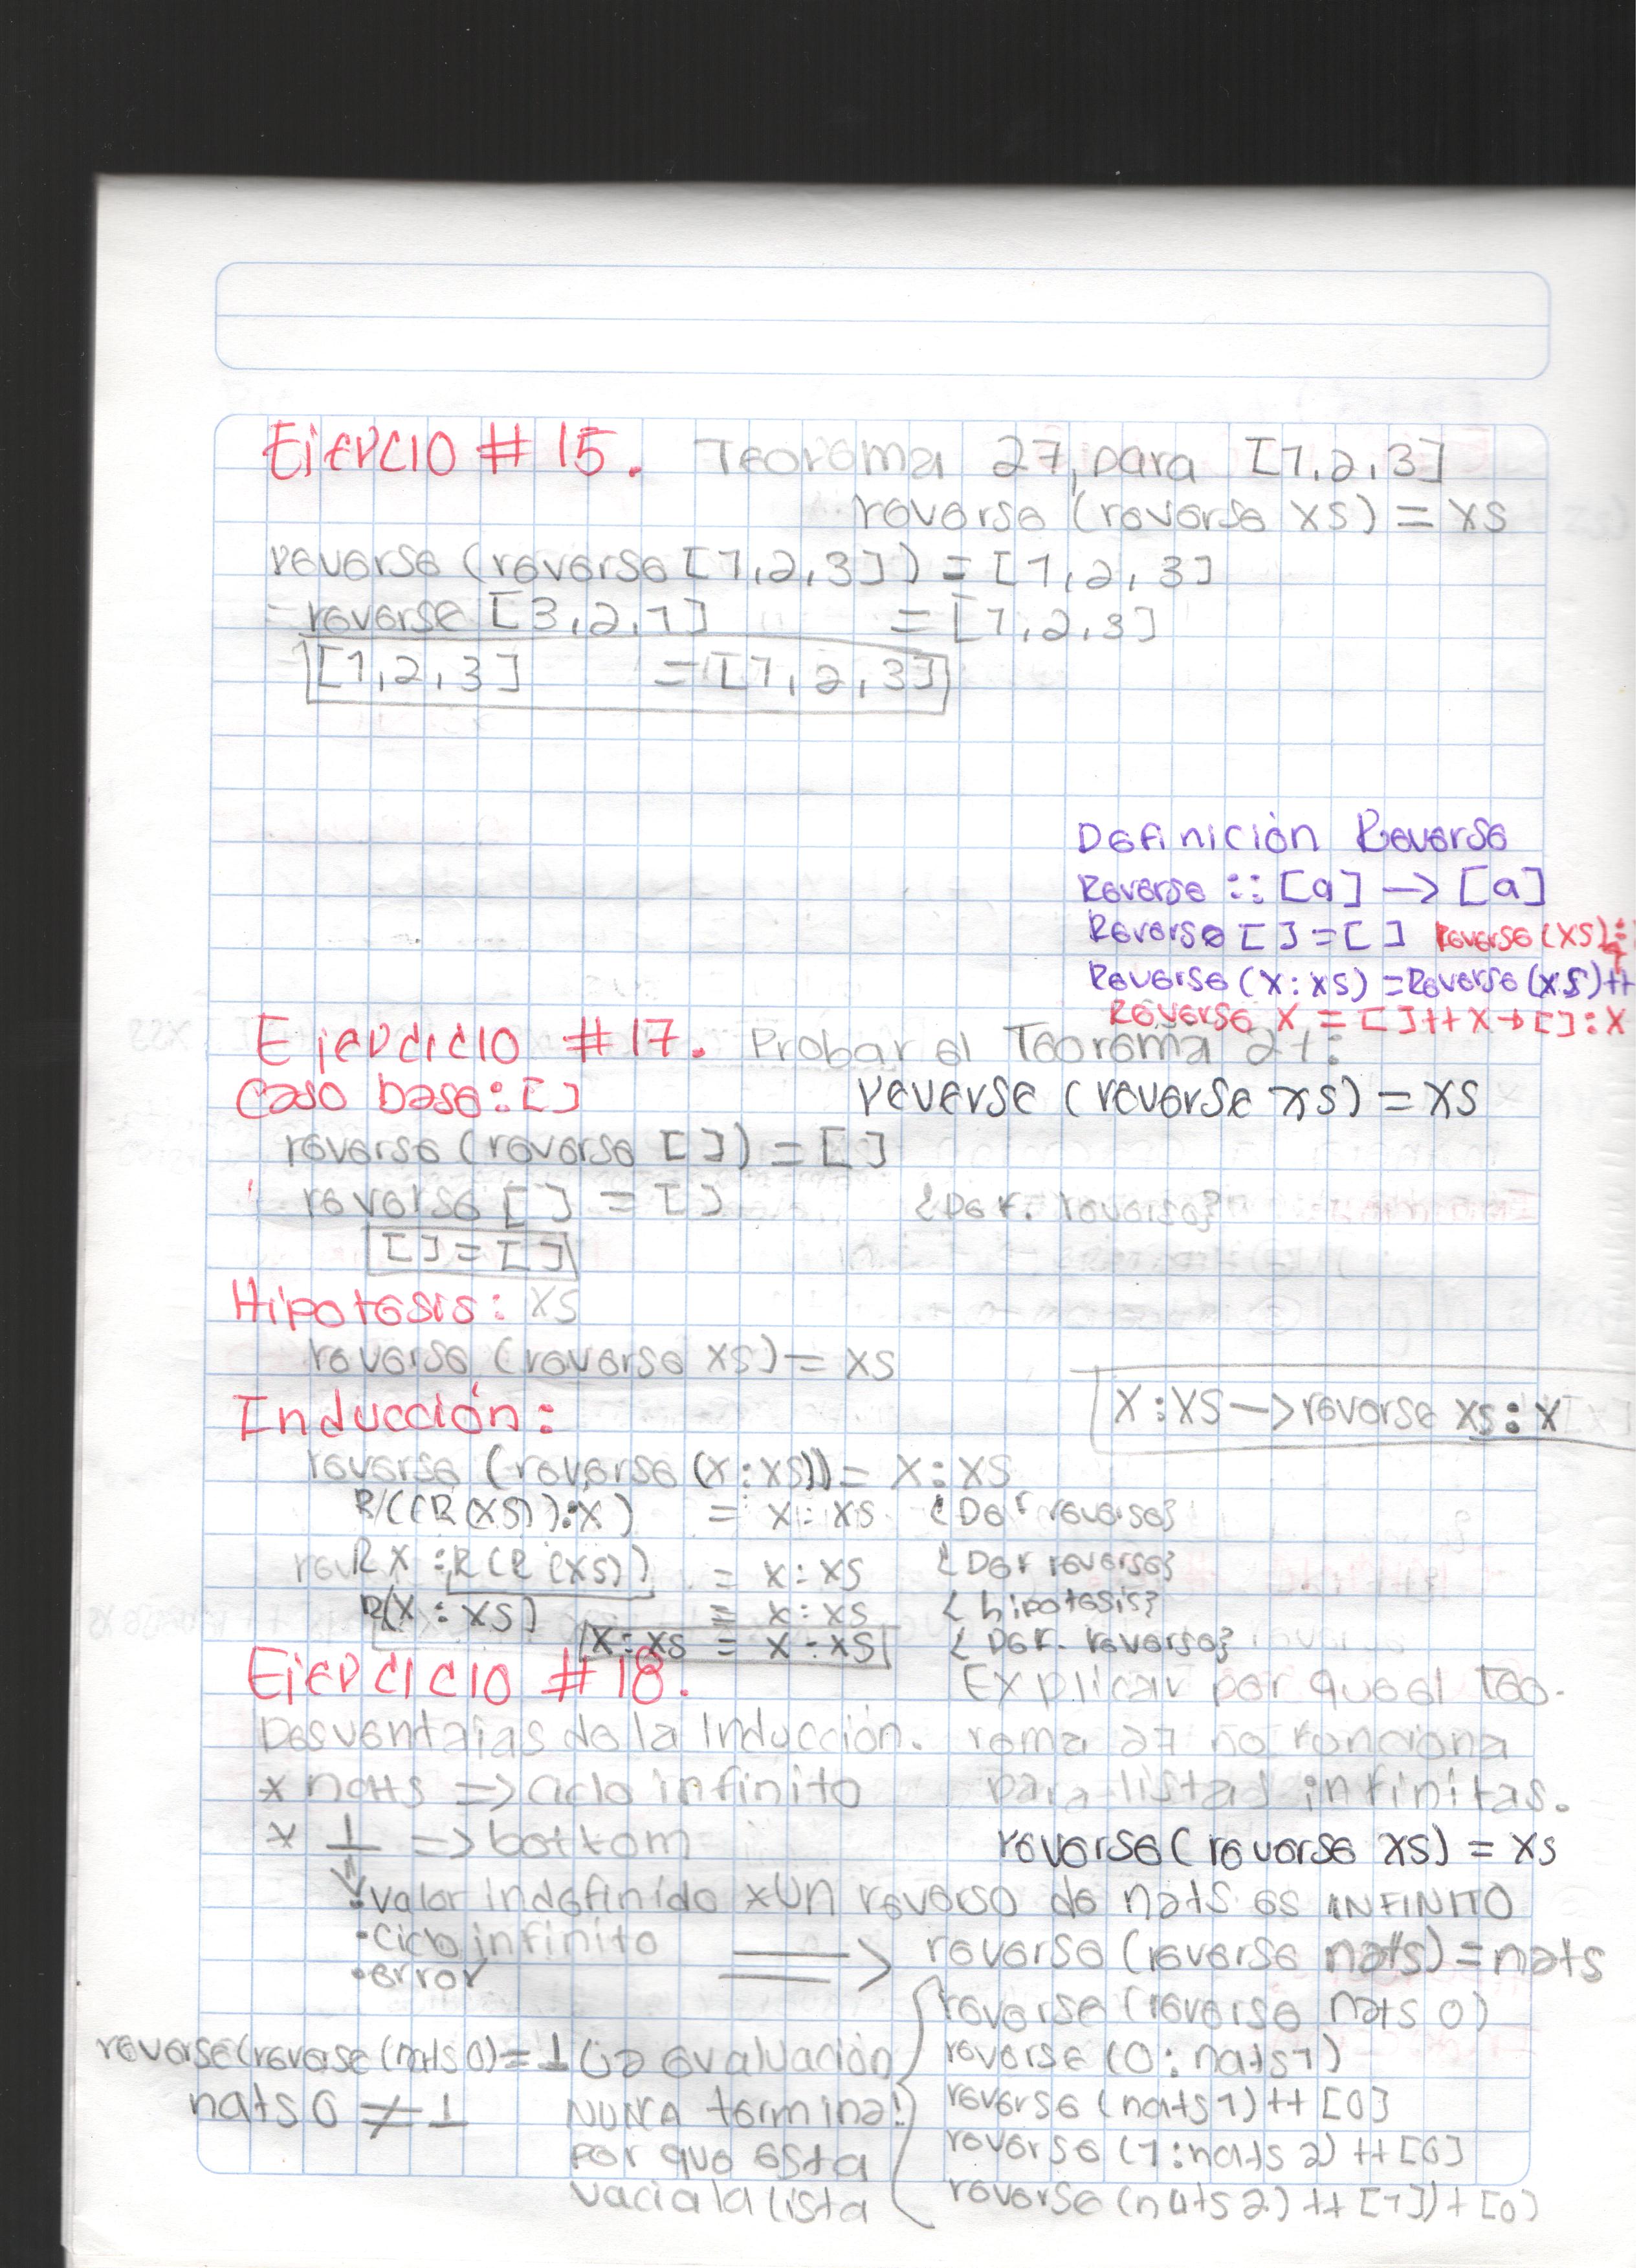 Ejercicio # 15. Teorema 27, para [1,2,3]
reverse (reverse xs) = xs
reverse (reverse [1,2,3]) = [1,2,3]
reverse [3,2,1] = [1,2,3]
[1,2,3] = [1,2,3]
Definición Reverse
Reverse :: [a] → [a]
Reverse [] = [] Reverse (xs):
Reverse (x:xs) = Reverse (xs) ++
Reverse x = [] ++ x → [] : x
Ejercicio #17. Probar el Teorema 27:
Caso base: []
reverse (reverse xs) = xs
reverse (reverse []) = []
reverse [] = [] {Def. reverse}
[] = []
Hipotesis: xs
reverse (reverse xs) = xs
Inducción:
x:xs → reverse xs : x
reverse (reverse (x:xs)) = x:xs
R((R(xs)):x) = x:xs {Def reverse}
R x : R(R(xs)) = x:xs {Def reverse}
R(x:xs) = x:xs {hipotesis}
x:xs = x:xs {Def. reverse}
Ejercicio #18.
Explicar por que el Teo-
rema 27 no funciona
para listas infinitas.
reverse (reverse xs) = xs
Desventajas de la Inducción.
* nats => ciclo infinito
* ⊥ => bottom
• valor indefinido
• Ciclo infinito
• error
* Un reverso de nats es INFINITO
=> reverse (reverse nats) = nats
reverse (reverse nats 0)
reverse (0 : nats 1)
reverse (nats 1) ++ [0]
reverse (1 : nats 2) ++ [0]
reverse (nats 2) ++ [1]) + [0]
reverse (reverse (nats 0) = ⊥
nats 0 ≠ ⊥
La evaluación
NUNCA termina!
por que esta
vacia la lista